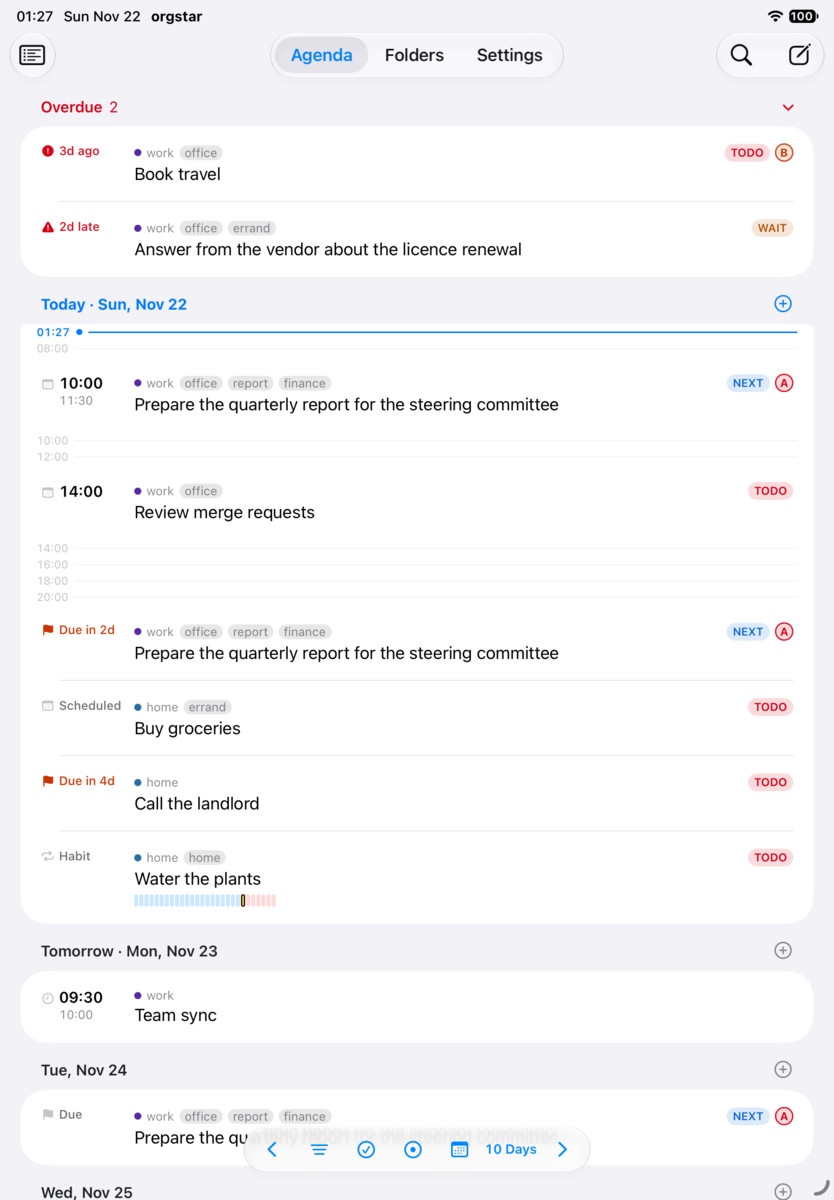 01:27 Sun Nov 22 orgstar 100
Agenda Folders Settings
Overdue 2
3d ago work office TODO B
Book travel
2d late work office errand WAIT
Answer from the vendor about the licence renewal
Today · Sun, Nov 22
01:27
08:00
10:00 work office report finance NEXT A
11:30 Prepare the quarterly report for the steering committee
10:00
12:00
14:00 work office TODO
Review merge requests
14:00
16:00
18:00
20:00
Due in 2d work office report finance NEXT A
Prepare the quarterly report for the steering committee
Scheduled home errand TODO
Buy groceries
Due in 4d home TODO
Call the landlord
Habit home home TODO
Water the plants
Tomorrow · Mon, Nov 23
09:30 work
10:00 Team sync
Tue, Nov 24
Due work office report finance NEXT A
Prepare the quarterly report for the steering committee
10 Days
Wed, Nov 25